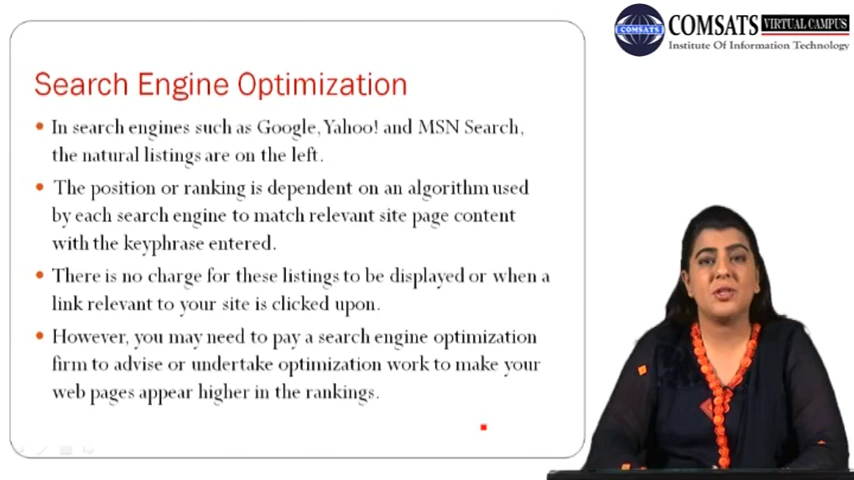 COMSATS VIRTUAL CAMPUS
COMSATS
Institute Of Information Technology
Search Engine Optimization
• In search engines such as Google, Yahoo! and MSN Search,
the natural listings are on the left.
• The position or ranking is dependent on an algorithm used
by each search engine to match relevant site page content
with the keyphrase entered.
• There is no charge for these listings to be displayed or when a
link relevant to your site is clicked upon.
• However, you may need to pay a search engine optimization
firm to advise or undertake optimization work to make your
web pages appear higher in the rankings.